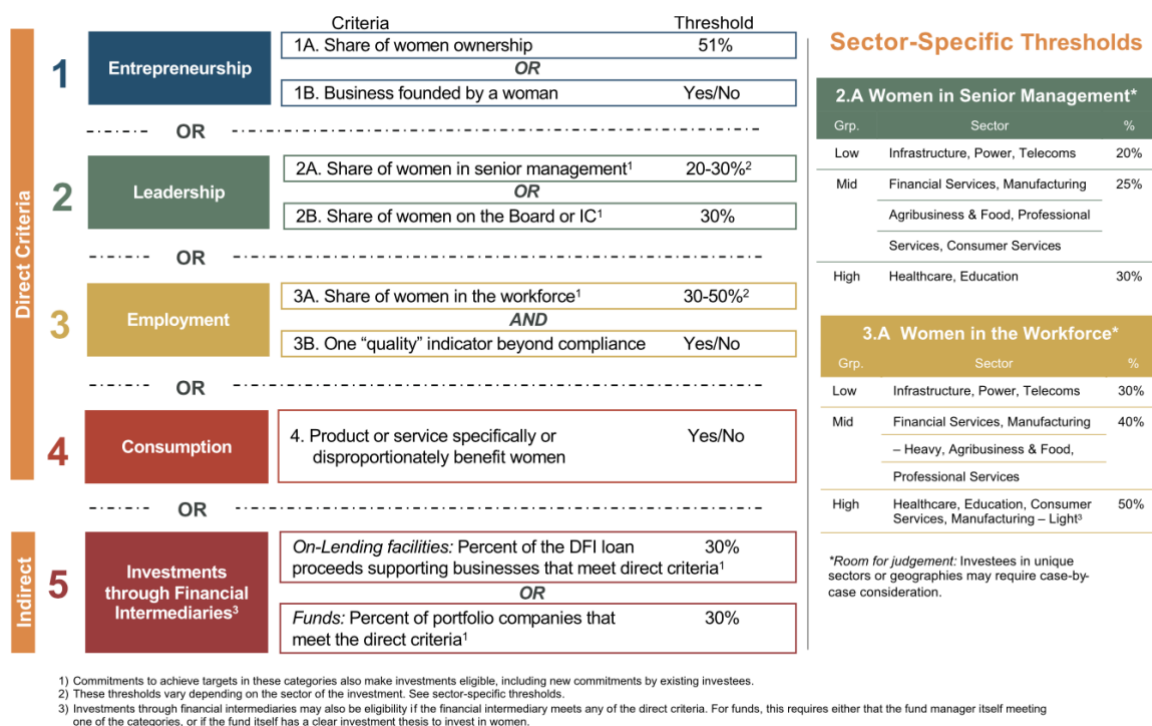 Criteria Threshold
Direct Criteria
1
Entrepreneurship
1A. Share of women ownership 51%
OR
1B. Business founded by a woman Yes/No
OR
2
Leadership
2A. Share of women in senior management¹ 20-30%²
OR
2B. Share of women on the Board or IC¹ 30%
OR
3
Employment
3A. Share of women in the workforce¹ 30-50%²
AND
3B. One “quality” indicator beyond compliance Yes/No
OR
4
Consumption
4. Product or service specifically or Yes/No
disproportionately benefit women
OR
Indirect
5
Investments
through Financial
Intermediaries³
On-Lending facilities: Percent of the DFI loan 30%
proceeds supporting businesses that meet direct criteria¹
OR
Funds: Percent of portfolio companies that 30%
meet the direct criteria¹
Sector-Specific Thresholds
2.A Women in Senior Management*
Grp. Sector %
Low Infrastructure, Power, Telecoms 20%
Mid Financial Services, Manufacturing 25%
Agribusiness & Food, Professional
Services, Consumer Services
High Healthcare, Education 30%
3.A Women in the Workforce*
Grp. Sector %
Low Infrastructure, Power, Telecoms 30%
Mid Financial Services, Manufacturing 40%
– Heavy, Agribusiness & Food,
Professional Services
High Healthcare, Education, Consumer 50%
Services, Manufacturing – Light³
*Room for judgement: Investees in unique
sectors or geographies may require case-by-
case consideration.
1) Commitments to achieve targets in these categories also make investments eligible, including new commitments by existing investees.
2) These thresholds vary depending on the sector of the investment. See sector-specific thresholds.
3) Investments through financial intermediaries may also be eligibility if the financial intermediary meets any of the direct criteria. For funds, this requires either that the fund manager itself meeting
one of the categories, or if the fund itself has a clear investment thesis to invest in women.